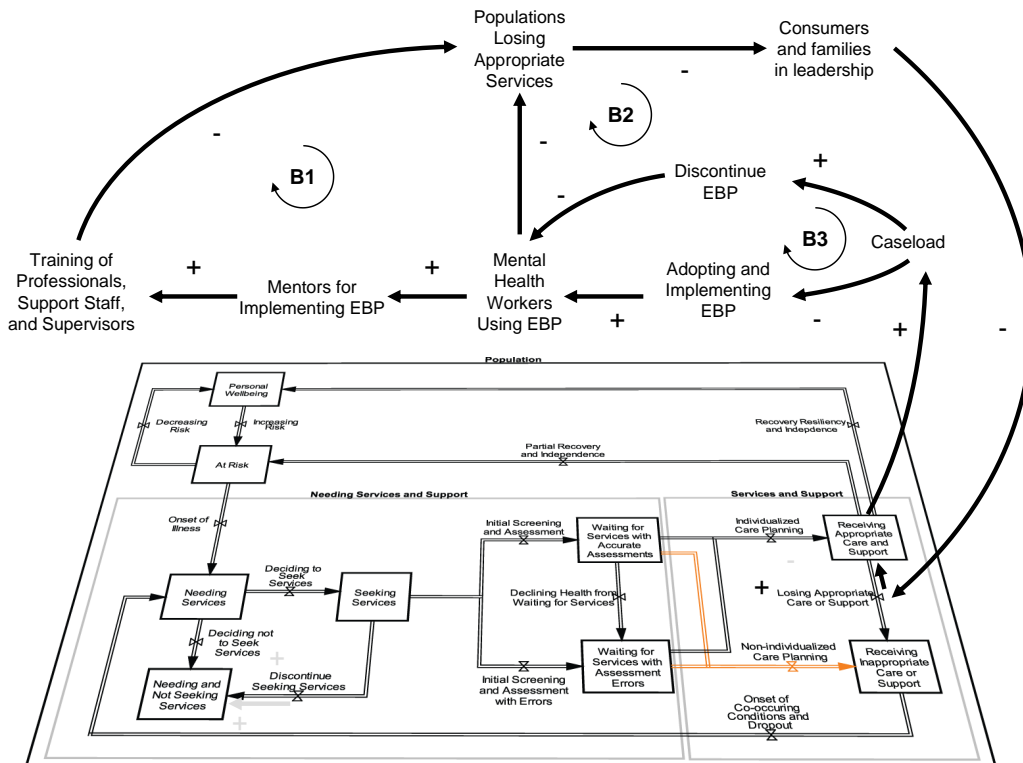 Populations
Losing
Appropriate
Services
Consumers
and families
in leadership
-
-
B2
-
B1
-
Discontinue
EBP
+
-
B3
Caseload
Training of
Professionals,
Support Staff,
and Supervisors
+
Mentors for
Implementing EBP
+
Mental
Health
Workers
Using EBP
+
Adopting and
Implementing
EBP
-
+
-
Population
Personal
Wellbeing
Decreasing
Risk
Increasing
Risk
Recovery Resiliency
and Indepdence
At Risk
Partial Recovery
and Independence
Needing Services and Support
Services and Support
Onset of
Illness
Initial Screening
and Assessment
Waiting for
Services with
Accurate
Assessments
Individualized
Care Planning
Receiving
Appropriate
Care and
Support
-
Deciding to
Seek
Services
Needing
Services
Seeking
Services
Declining Health from
Waiting for Services
+
Losing Appropriate
Care or Support
Deciding not
to Seek
Services
+
Discontinue
Seeking Services
Needing and
Not Seeking
Services
+
Waiting for
Services with
Assessment
Errors
Initial Screening
and Assessment
with Errors
Non-individualized
Care Planning
Receiving
Inappropriate
Care or
Support
Onset of
Co-occuring
Conditions and
Dropout